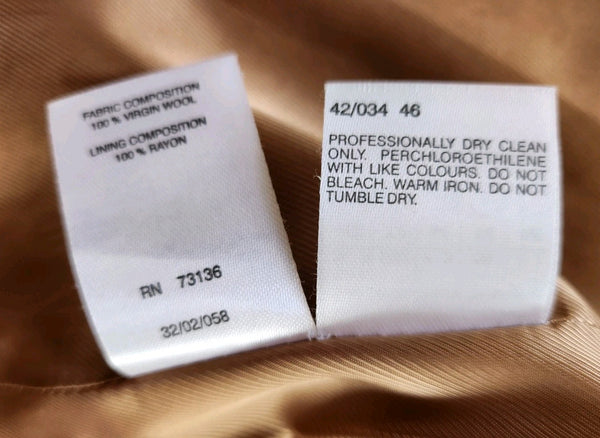 FABRIC COMPOSITION
100 % VIRGIN WOOL
LINING COMPOSITION
100 % RAYON
RN 73136
32/02/058
42/034 46
PROFESSIONALLY DRY CLEAN
ONLY. PERCHLOROETHILENE
WITH LIKE COLOURS. DO NOT
BLEACH. WARM IRON. DO NOT
TUMBLE DRY.